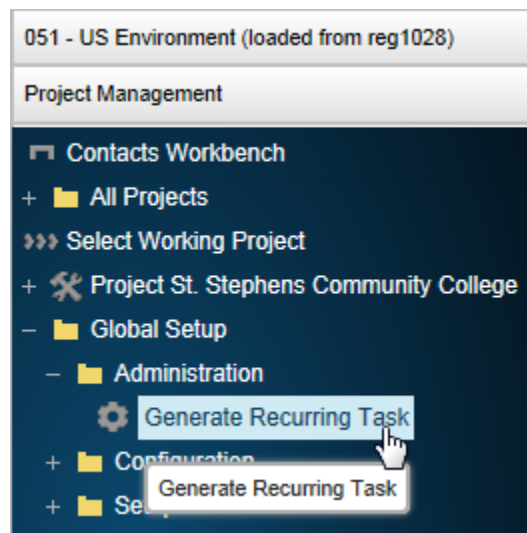 051 - US Environment (loaded from reg1028)
Project Management
Contacts Workbench
All Projects
Select Working Project
Project St. Stephens Community College
Global Setup
Administration
Generate Recurring Task
Configuration
Generate Recurring Task